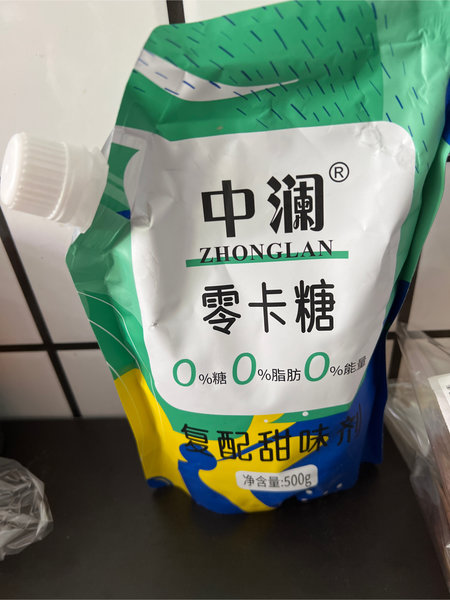 中澜®
ZHONGLAN
零卡糖
0%糖 0%脂肪 0%能量
复配甜味剂
净含量:500g